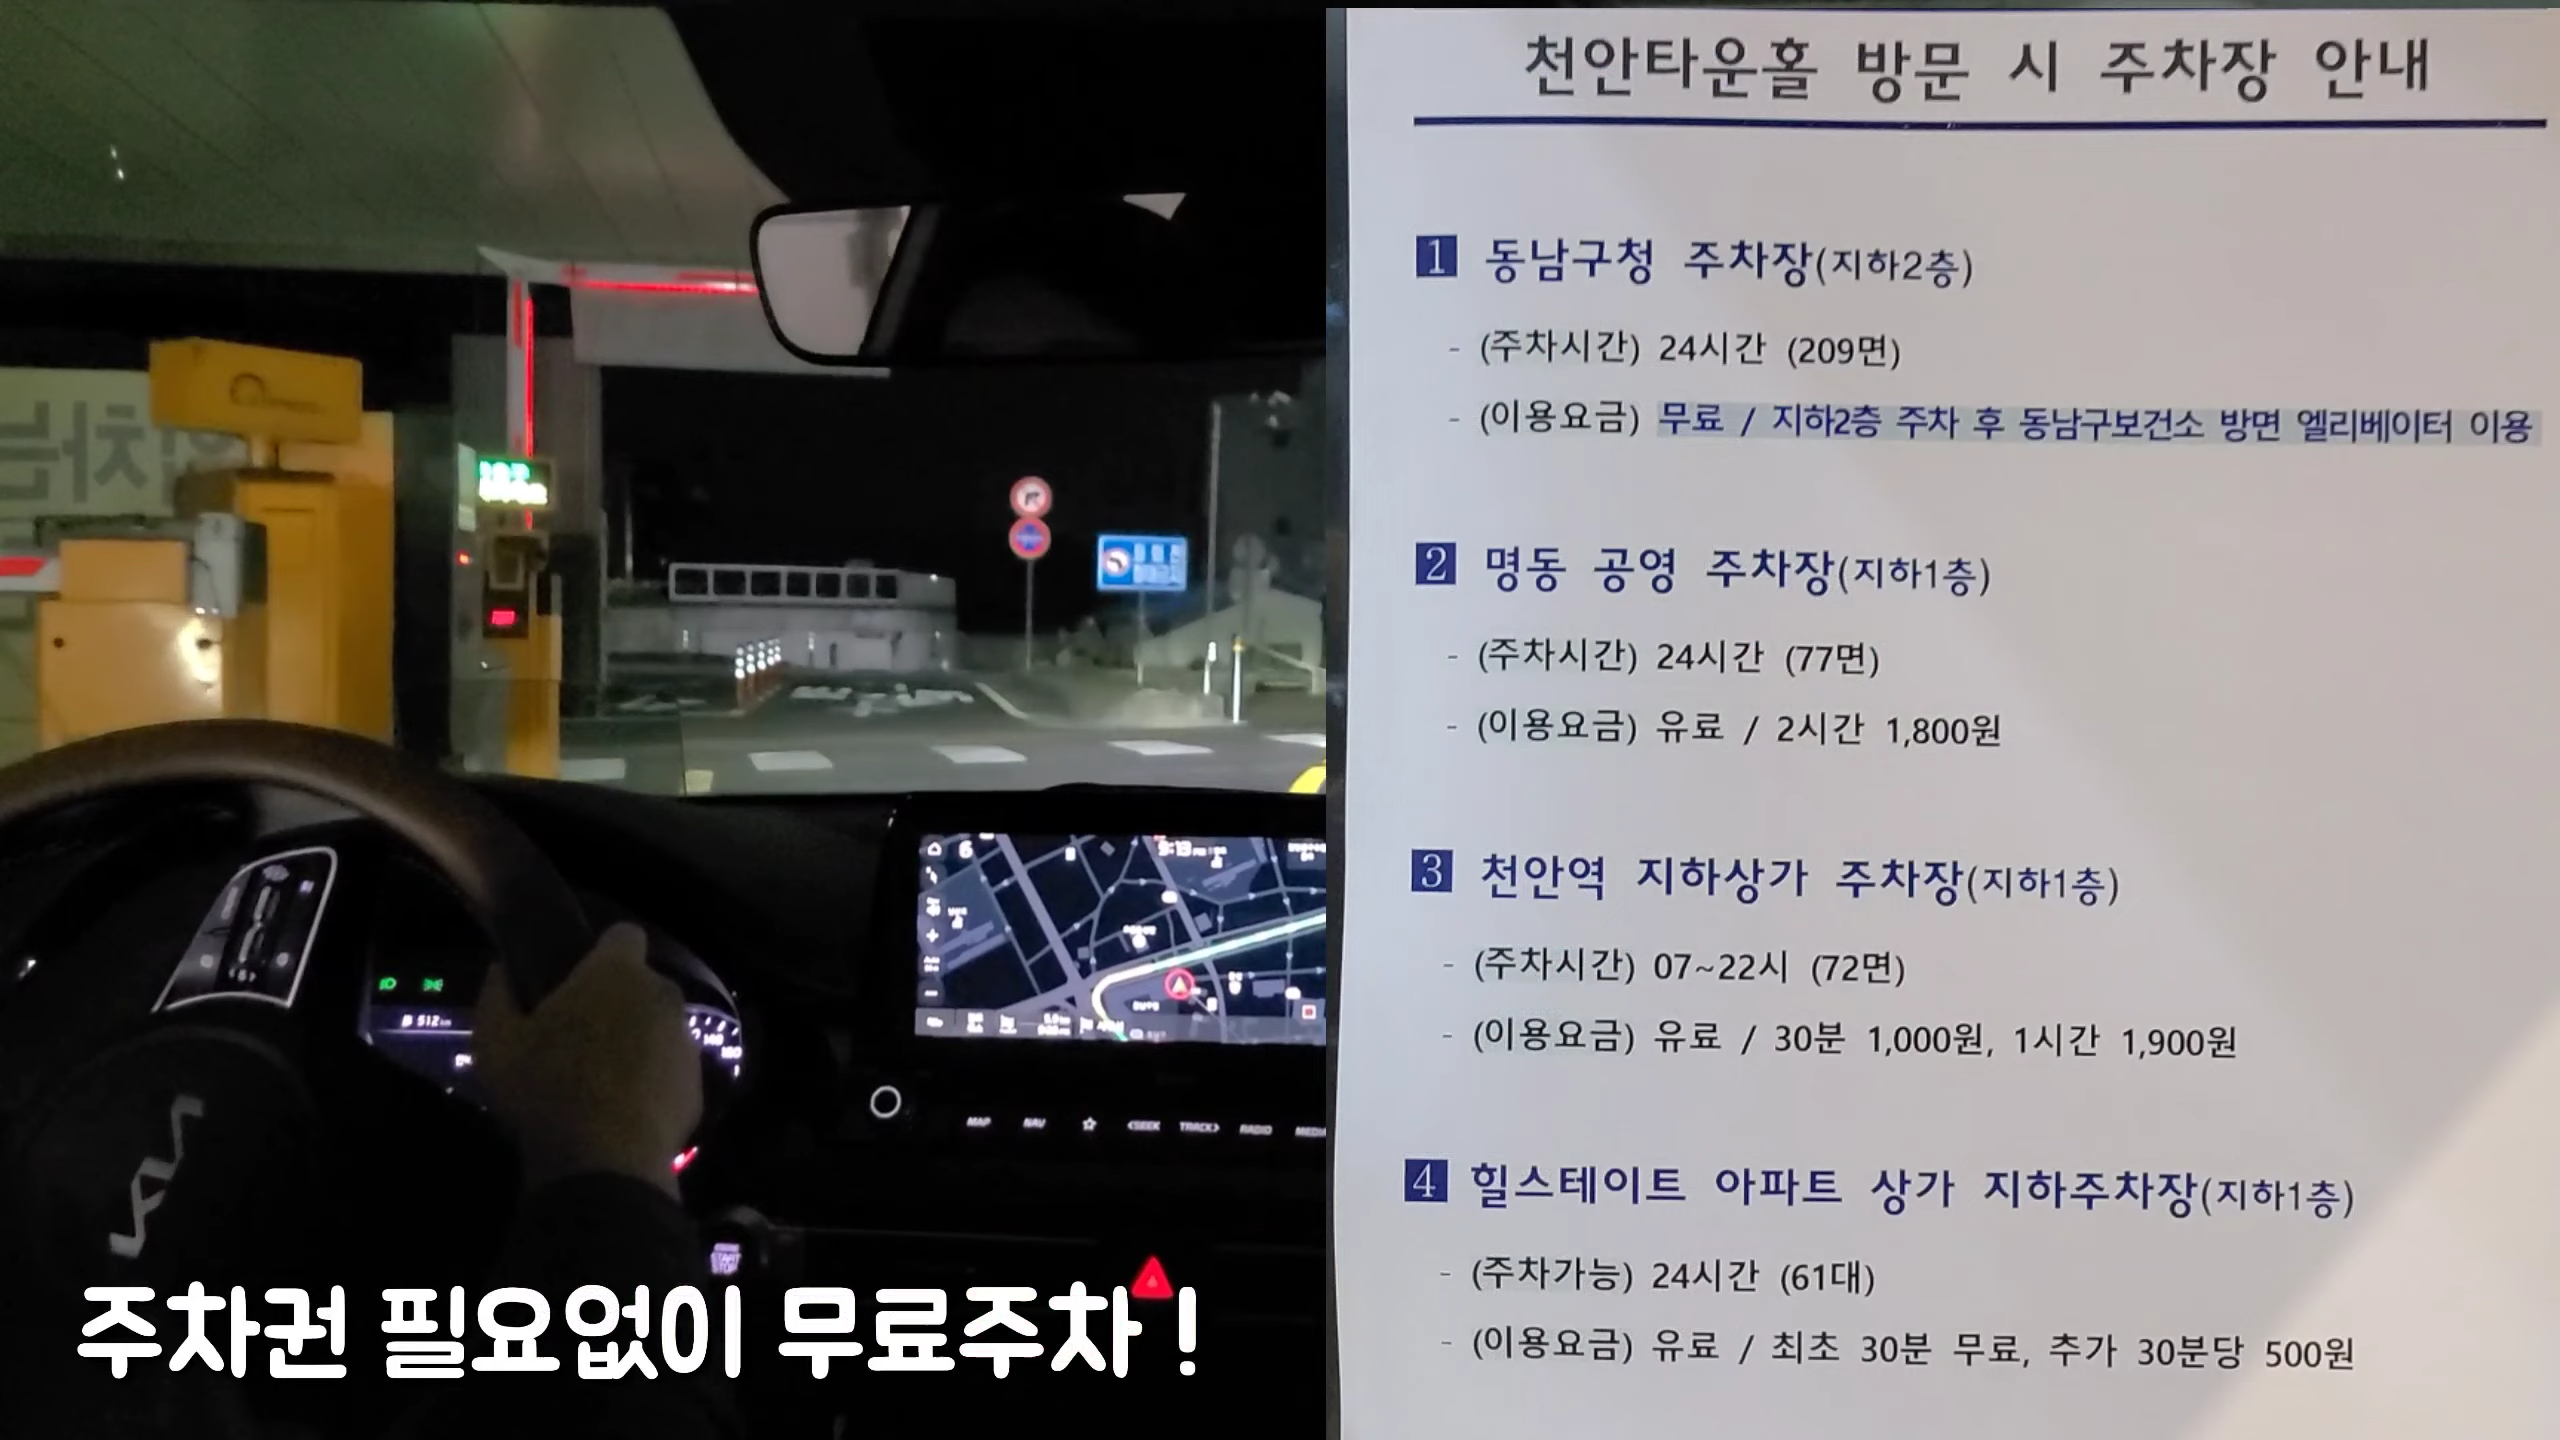 천안타운홀 방문 시 주차장 안내
1 동남구청 주차장(지하2층)
- (주차시간) 24시간 (209면)
- (이용요금) 무료 / 지하2층 주차 후 동남구보건소 방면 엘리베이터 이용
2 명동 공영 주차장(지하1층)
- (주차시간) 24시간 (77면)
- (이용요금) 유료 / 2시간 1,800원
3 천안역 지하상가 주차장(지하1층)
- (주차시간) 07~22시 (72면)
- (이용요금) 유료 / 30분 1,000원, 1시간 1,900원
4 힐스테이트 아파트 상가 지하주차장(지하1층)
- (주차가능) 24시간 (61대)
- (이용요금) 유료 / 최초 30분 무료, 추가 30분당 500원
512 km
MAP NAV ☆ <SEEK TRACK> RADIO MEDIA
START STOP
주차권 필요없이 무료주차 !